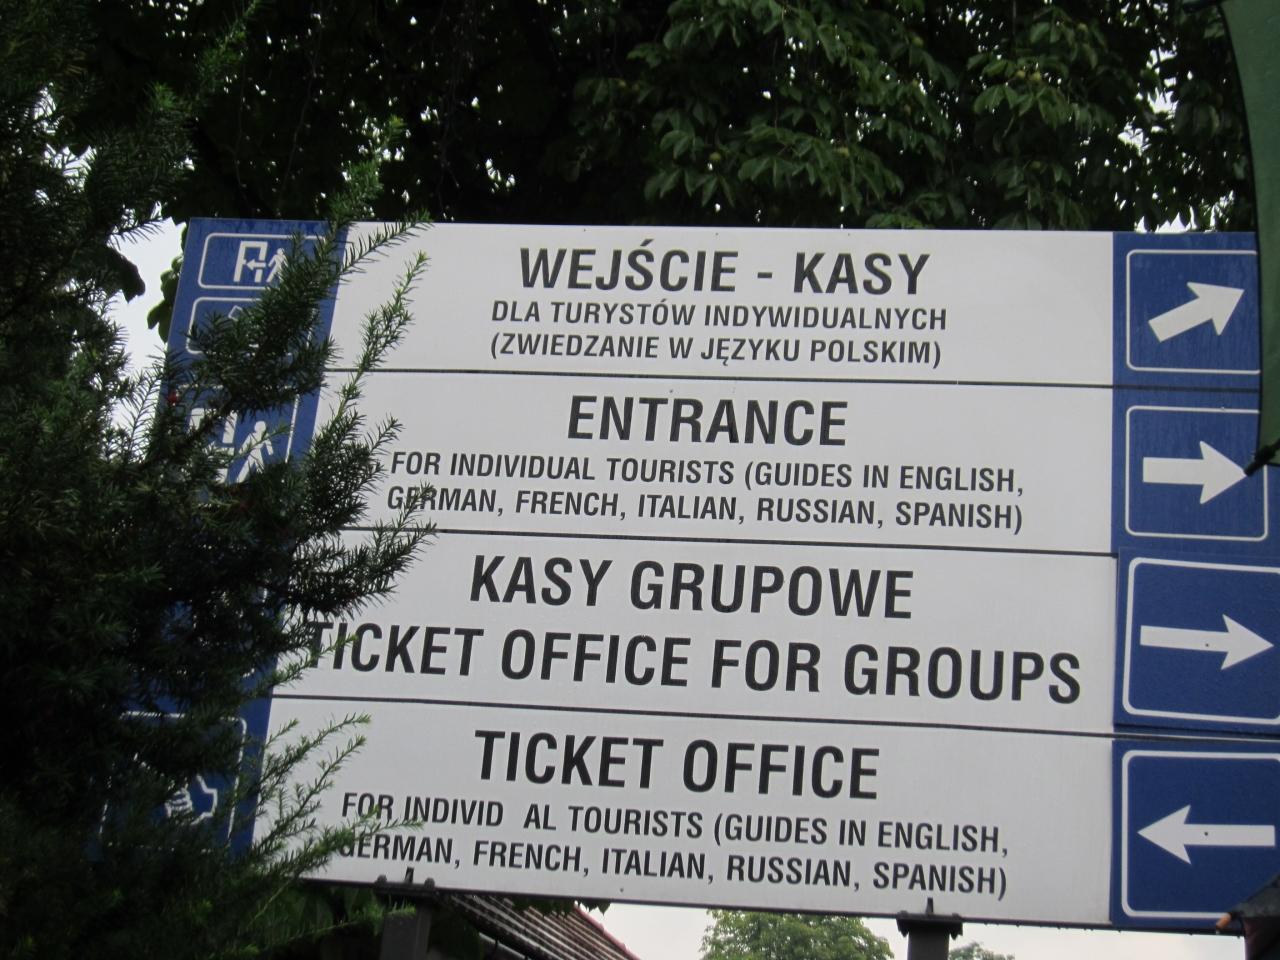 WEJŚCIE - KASY
DLA TURYSTÓW INDYWIDUALNYCH
(ZWIEDZANIE W JĘZYKU POLSKIM)
ENTRANCE
FOR INDIVIDUAL TOURISTS (GUIDES IN ENGLISH,
GERMAN, FRENCH, ITALIAN, RUSSIAN, SPANISH)
KASY GRUPOWE
TICKET OFFICE FOR GROUPS
TICKET OFFICE
FOR INDIVID AL TOURISTS (GUIDES IN ENGLISH,
GERMAN, FRENCH, ITALIAN, RUSSIAN, SPANISH)